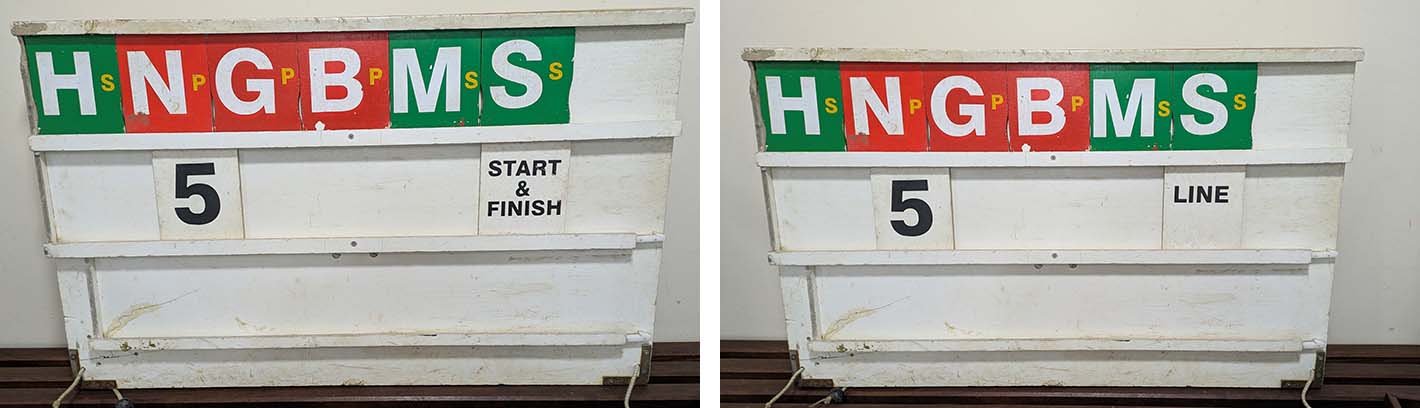 HS NP GP BP MS SS
5 START
&
FINISH
HS NP GP BP MS SS
5 LINE